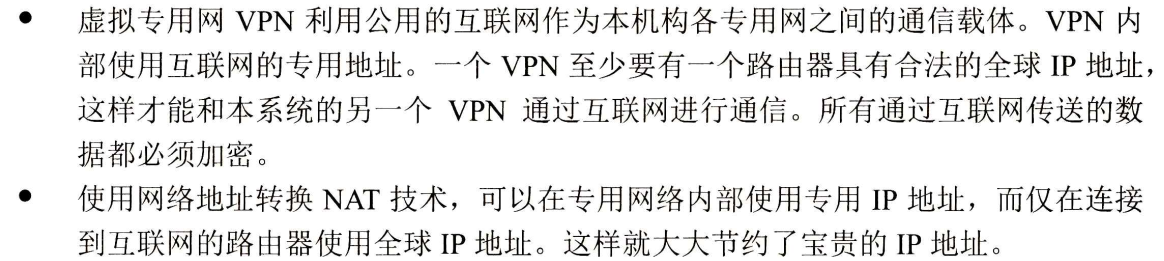 ● 虚拟专用网 VPN 利用公用的互联网作为本机构各专用网之间的通信载体。VPN 内
部使用互联网的专用地址。一个 VPN 至少要有一个路由器具有合法的全球 IP 地址，
这样才能和本系统的另一个 VPN 通过互联网进行通信。所有通过互联网传送的数
据都必须加密。
● 使用网络地址转换 NAT 技术，可以在专用网络内部使用专用 IP 地址，而仅在连接
到互联网的路由器使用全球 IP 地址。这样就大大节约了宝贵的 IP 地址。